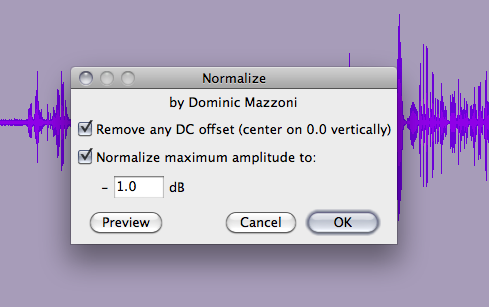 Normalize
by Dominic Mazzoni
Remove any DC offset (center on 0.0 vertically)
Normalize maximum amplitude to:
– 1.0 dB
Preview Cancel OK